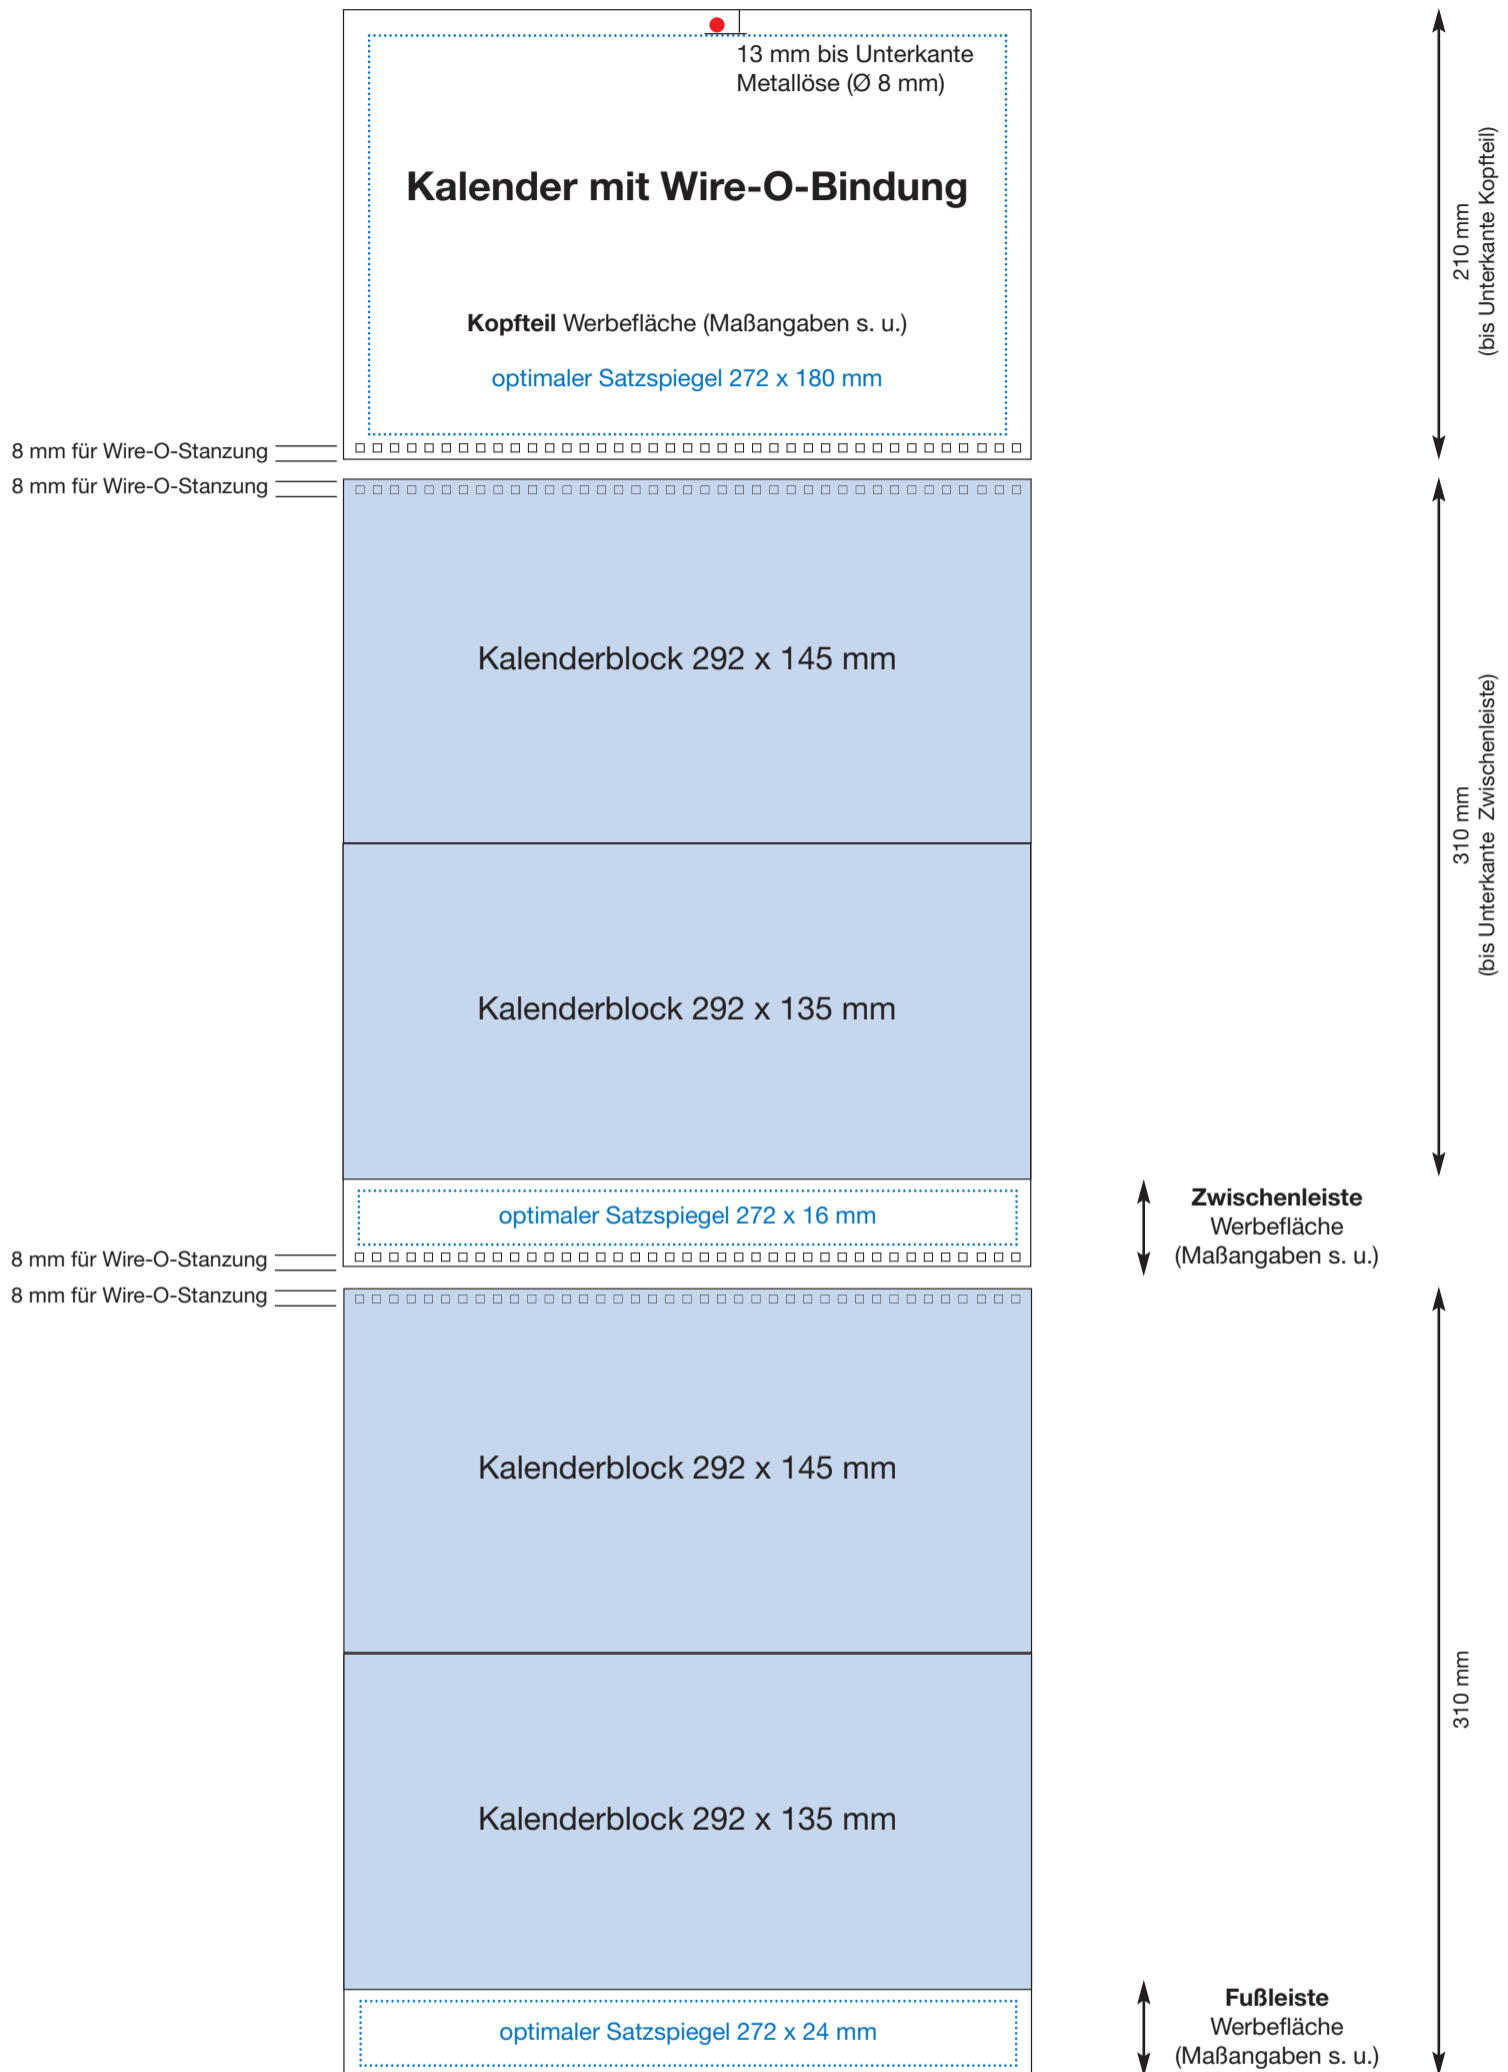 13 mm bis Unterkante
Metallöse (Ø 8 mm)
Kalender mit Wire-O-Bindung
Kopfteil Werbefläche (Maßangaben s. u.)
optimaler Satzspiegel 272 x 180 mm
210 mm
(bis Unterkante Kopfteil)
8 mm für Wire-O-Stanzung
8 mm für Wire-O-Stanzung
Kalenderblock 292 x 145 mm
310 mm
(bis Unterkante Zwischenleiste)
Kalenderblock 292 x 135 mm
optimaler Satzspiegel 272 x 16 mm
Zwischenleiste
Werbefläche
(Maßangaben s. u.)
8 mm für Wire-O-Stanzung
8 mm für Wire-O-Stanzung
Kalenderblock 292 x 145 mm
310 mm
Kalenderblock 292 x 135 mm
optimaler Satzspiegel 272 x 24 mm
Fußleiste
Werbefläche
(Maßangaben s. u.)